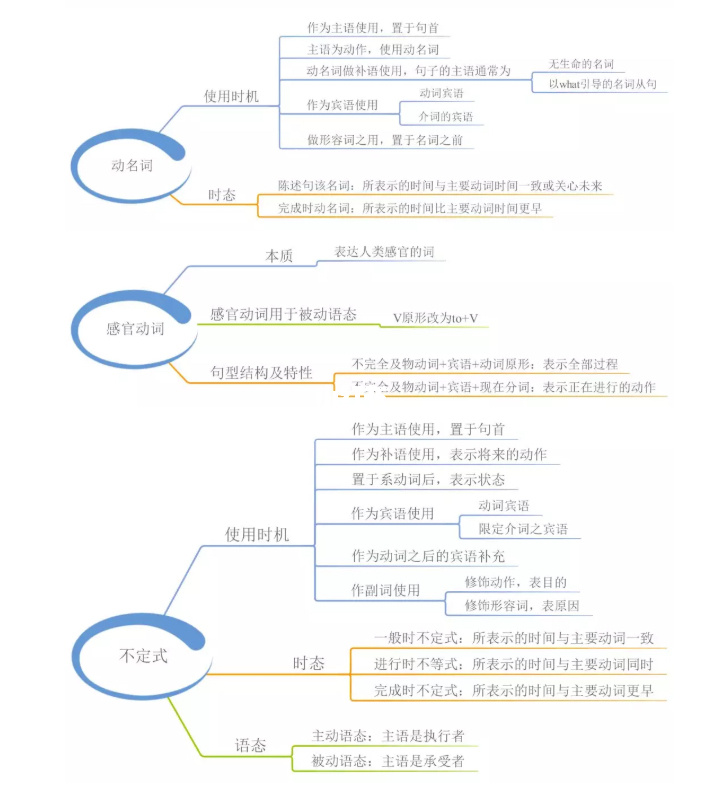 作为主语使用，置于句首
主语为动作，使用动名词
动名词做补语使用，句子的主语通常为
无生命的名词
以what引导的名词从句
使用时机
作为宾语使用
动词宾语
介词的宾语
做形容词之用，置于名词之前
动名词
时态
陈述句该名词：所表示的时间与主要动词时间一致或关心未来
完成时动名词：所表示的时间比主要动词时间更早
本质
表达人类感官的词
感官动词
感官动词用于被动语态
V原形改为to+V
句型结构及特性
不完全及物动词+宾语+动词原形：表示全部过程
不完全及物动词+宾语+现在分词：表示正在进行的动作
作为主语使用，置于句首
作为补语使用，表示将来的动作
置于系动词后，表示状态
作为宾语使用
动词宾语
限定介词之宾语
使用时机
作为动词之后的宾语补充
作副词使用
修饰动作，表目的
修饰形容词，表原因
不定式
时态
一般时不定式：所表示的时间与主要动词一致
进行时不等式：所表示的时间与主要动词同时
完成时不定式：所表示的时间与主要动词更早
语态
主动语态：主语是执行者
被动语态：主语是承受者